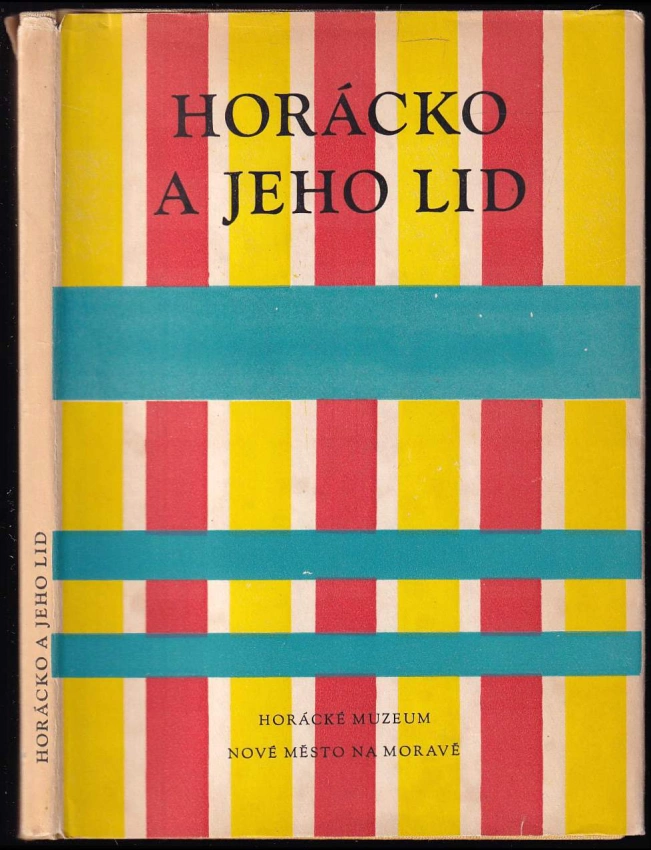 HORÁCKO
A JEHO LID
HORÁCKÉ MUZEUM
NOVÉ MĚSTO NA MORAVĚ
HORÁCKO A JEHO LID